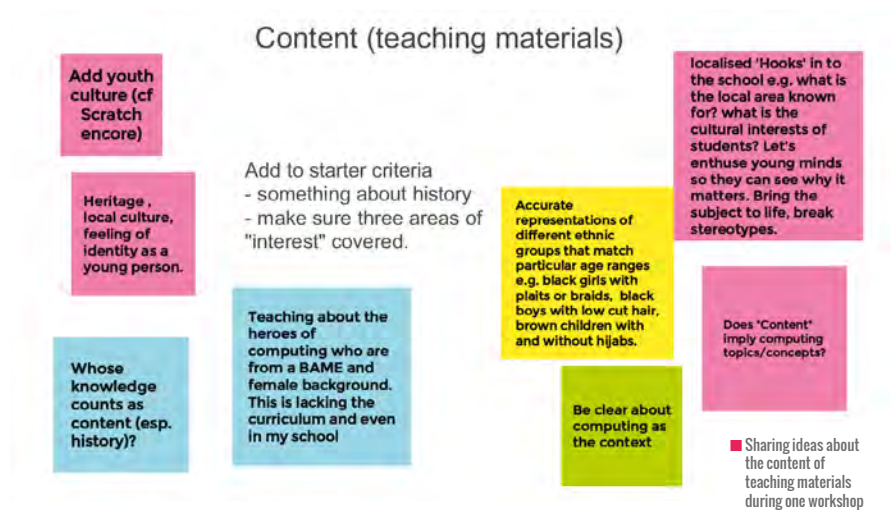 Content (teaching materials)
Add youth
culture (cf
Scratch
encore)
Heritage ,
local culture,
feeling of
identity as a
young person.
Whose
knowledge
counts as
content (esp.
history)?
Add to starter criteria
- something about history
- make sure three areas of
"interest" covered.
Teaching about the
heroes of
computing who are
from a BAME and
female background.
This is lacking the
curriculum and even
in my school
Accurate
representations of
different ethnic
groups that match
particular age ranges
e.g. black girls with
plaits or braids, black
boys with low cut hair,
brown children with
and without hijabs.
Be clear about
computing as
the context
localised 'Hooks' in to
the school e.g. what is
the local area known
for? what is the
cultural interests of
students? Let's
enthuse young minds
so they can see why it
matters. Bring the
subject to life, break
stereotypes.
Does "Content"
imply computing
topics/concepts?
Sharing ideas about
the content of
teaching materials
during one workshop